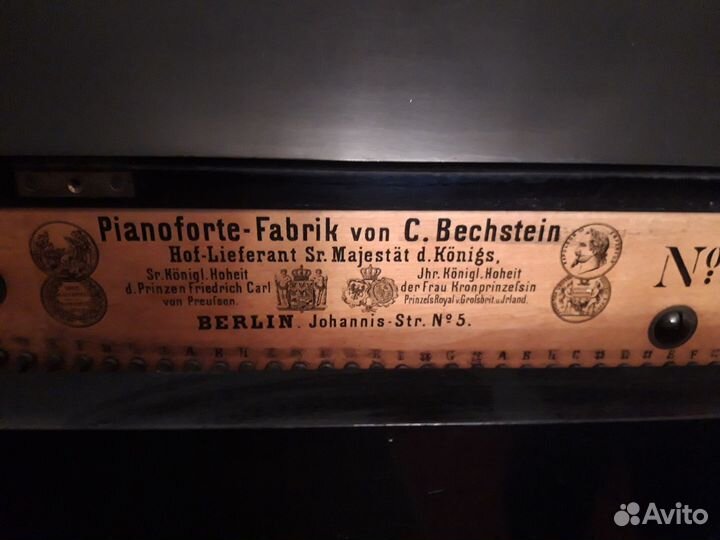 Pianoforte-Fabrik von C. Bechstein
Hof-Lieferant Sr. Majestät d. Königs,
Sr. Königl. Hoheit
d. Prinzen Friedrich Carl
von Preußen.
Jhr. Königl. Hoheit
der Frau Kronprinzeßin
Prinzeß Royal v. Großbrit. u. Jrland.
BERLIN. Johannis-Str. No 5.
No.
Avito